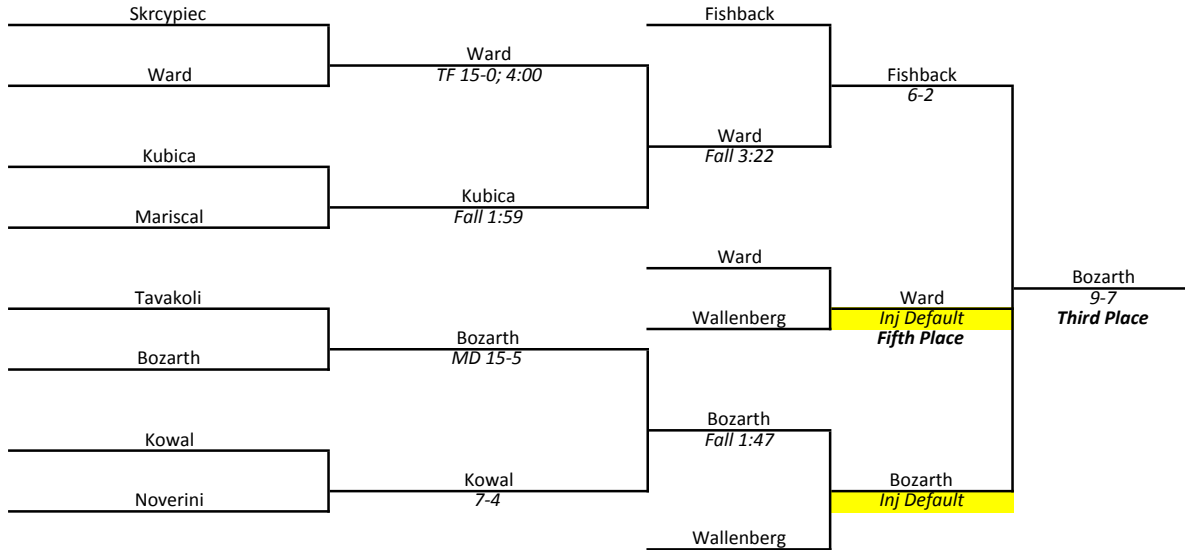 Skrcypiec
Fishback
Ward
TF 15-0; 4:00
Ward
Fishback
6-2
Ward
Fall 3:22
Kubica
Kubica
Fall 1:59
Mariscal
Ward
Bozarth
9-7
Third Place
Tavakoli
Ward
Inj Default
Fifth Place
Wallenberg
Bozarth
MD 15-5
Bozarth
Bozarth
Fall 1:47
Kowal
Kowal
7-4
Bozarth
Inj Default
Noverini
Wallenberg